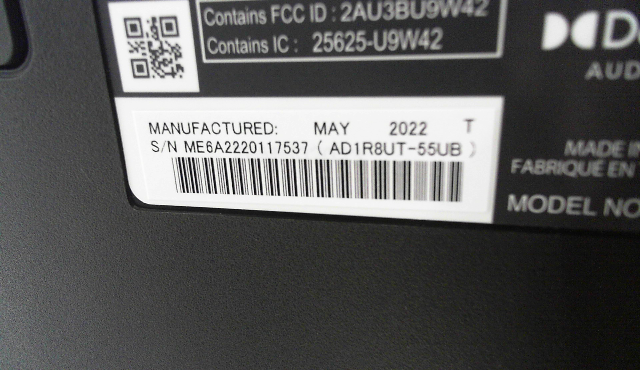 Contains FCC ID : 2AU3BU9W42
Contains IC : 25625-U9W42
AUD
MANUFACTURED: MAY 2022 T
S/N ME6A2220117537 ( AD1R8UT-55UB )
MADE IN
FABRIQUÉ EN
MODEL NO